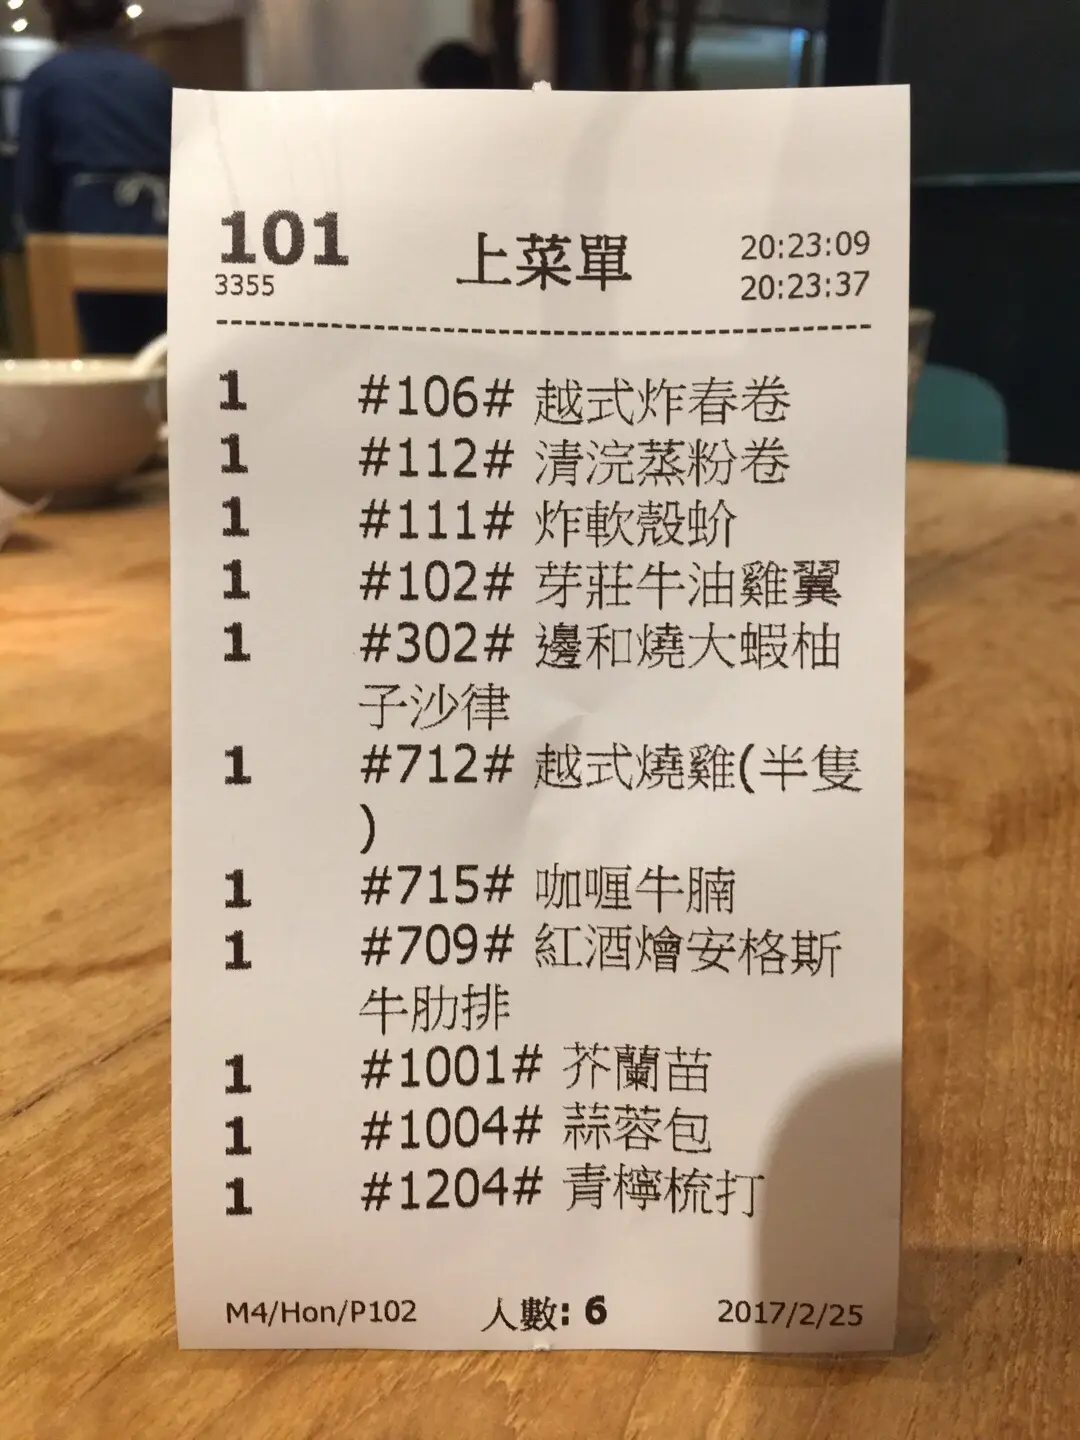 101 上菜單 20:23:09
3355 20:23:37
1 #106# 越式炸春卷
1 #112# 清浣蒸粉卷
1 #111# 炸軟殼蚧
1 #102# 芽莊牛油雞翼
1 #302# 邊和燒大蝦柚
子沙律
1 #712# 越式燒雞(半隻
)
1 #715# 咖喱牛腩
1 #709# 紅酒燴安格斯
牛肋排
1 #1001# 芥蘭苗
1 #1004# 蒜蓉包
1 #1204# 青檸梳打
M4/Hon/P102 人數: 6 2017/2/25